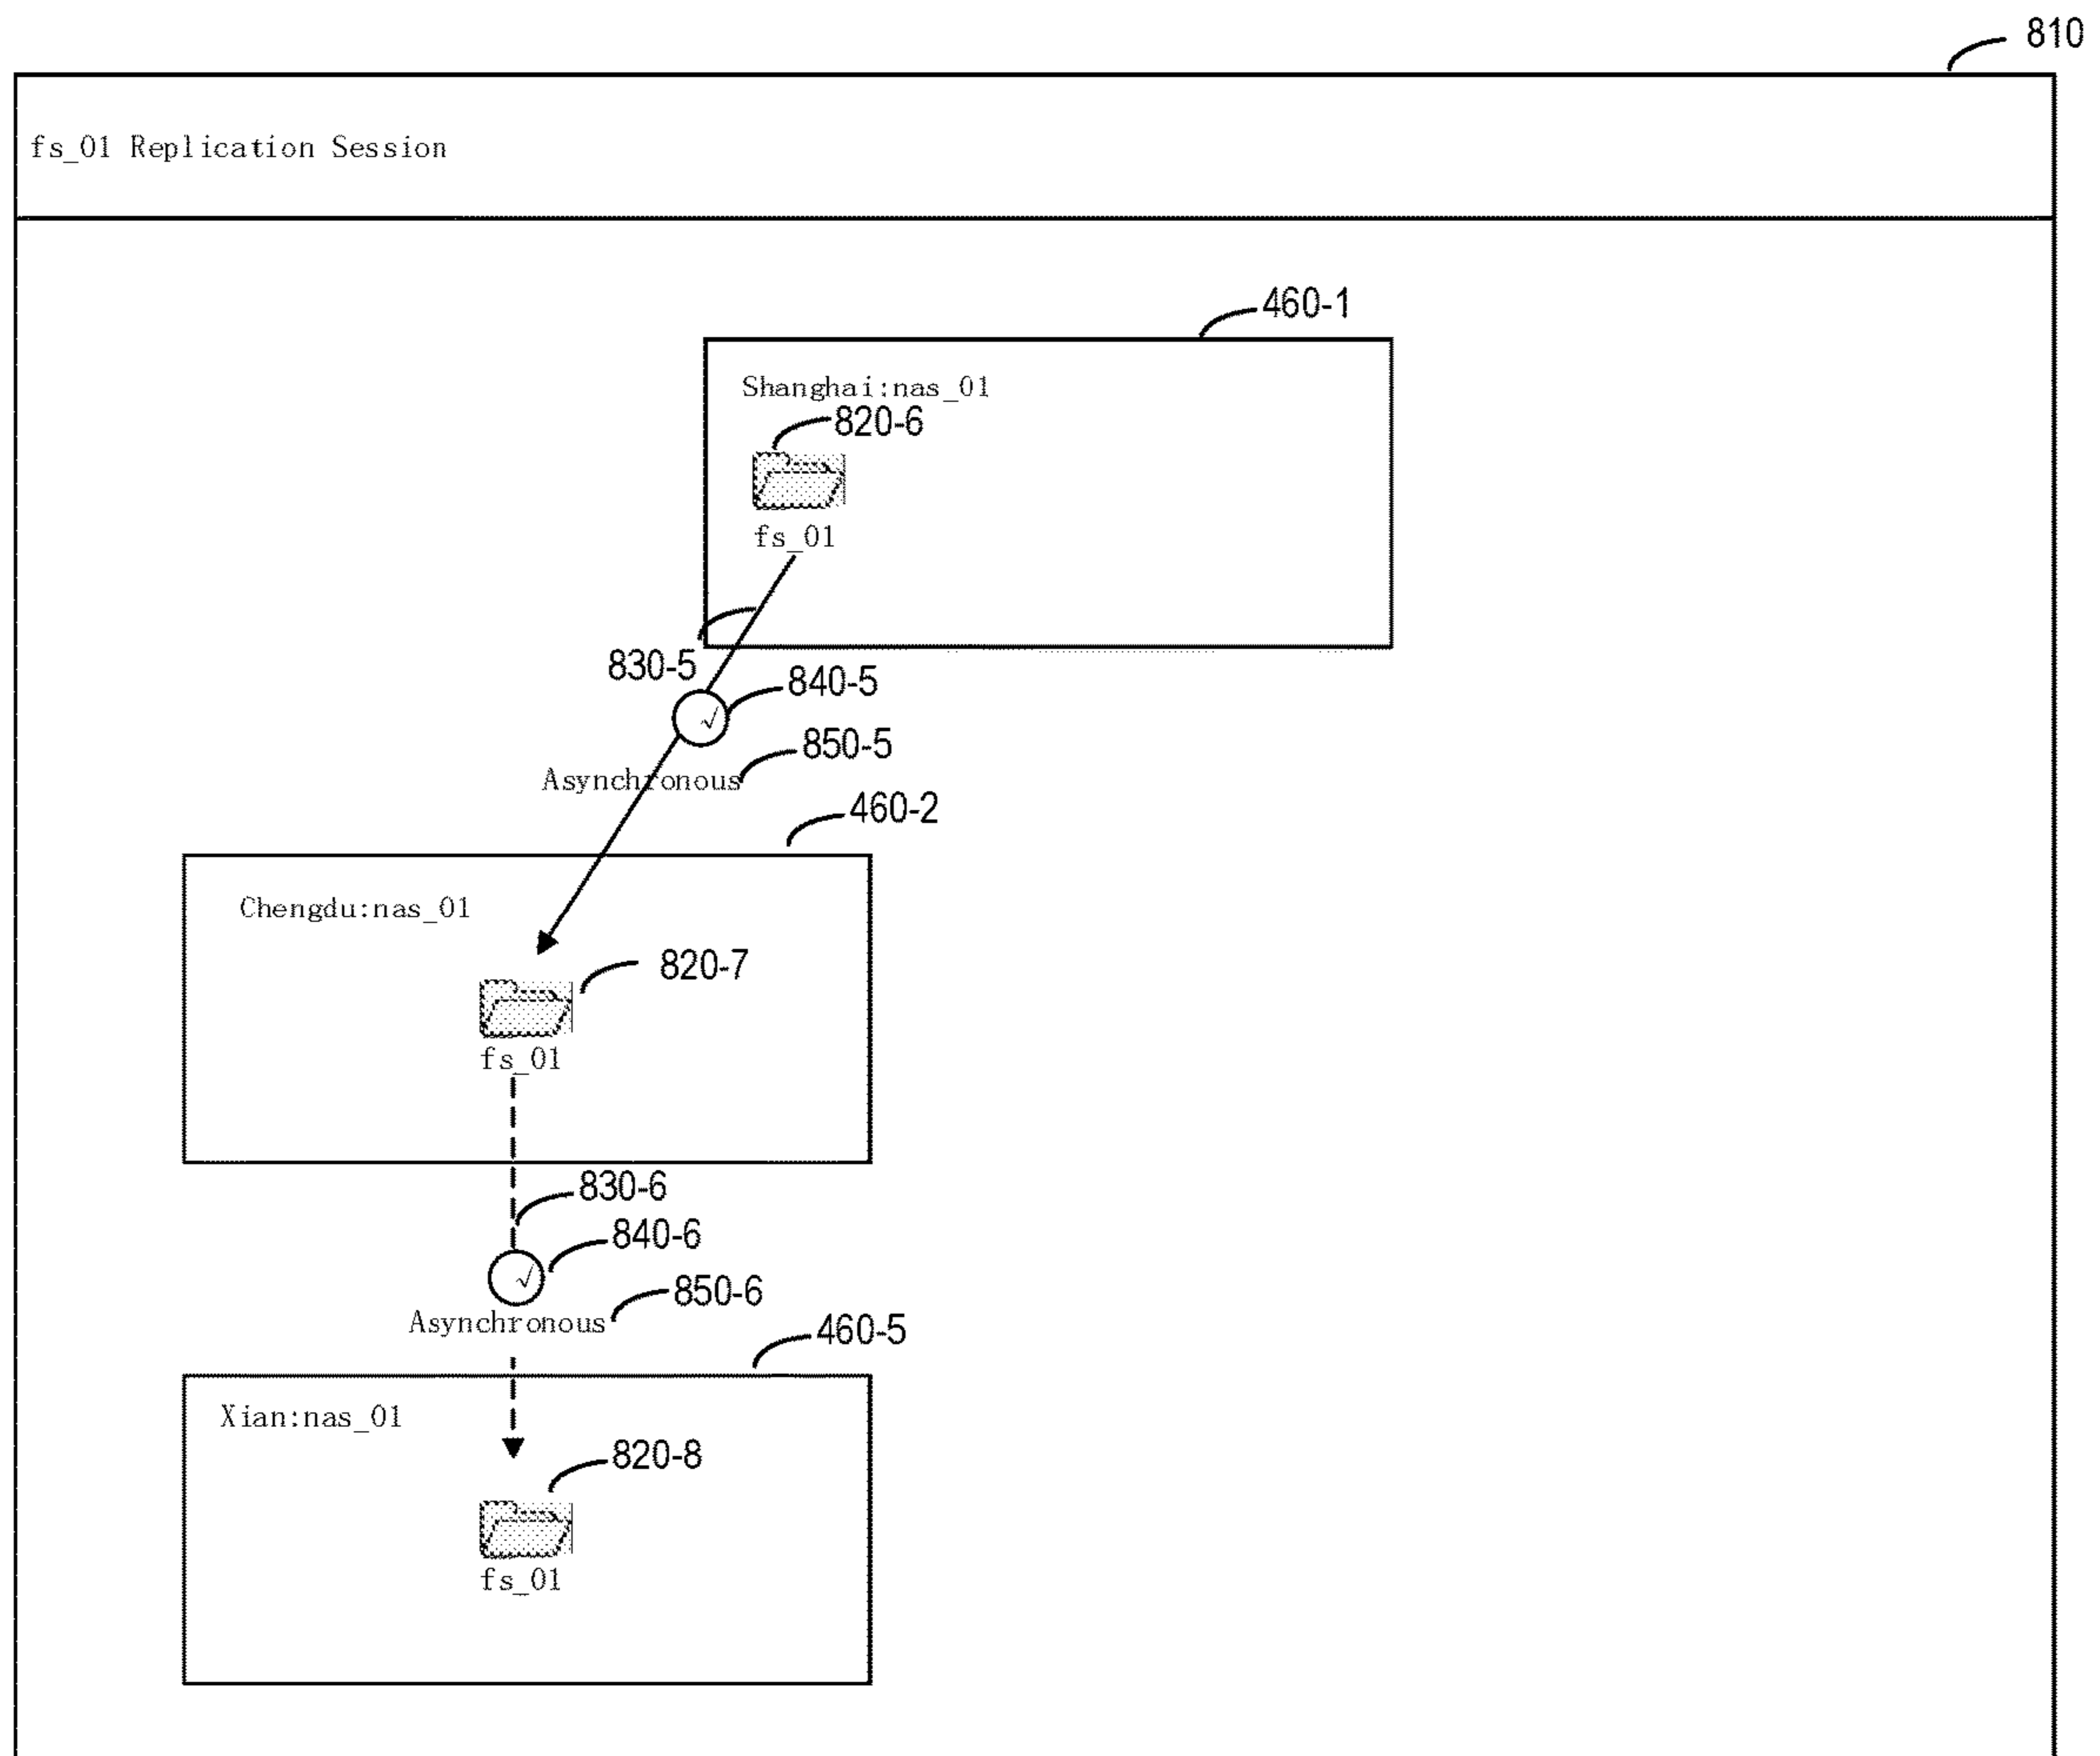 810
fs_01 Replication Session
460-1
Shanghai:nas_01
820-6
fs_01
830-5
840-5
850-5
Asynchronous
460-2
Chengdu:nas_01
820-7
fs_01
830-6
840-6
850-6
Asynchronous
460-5
Xian:nas_01
820-8
fs_01